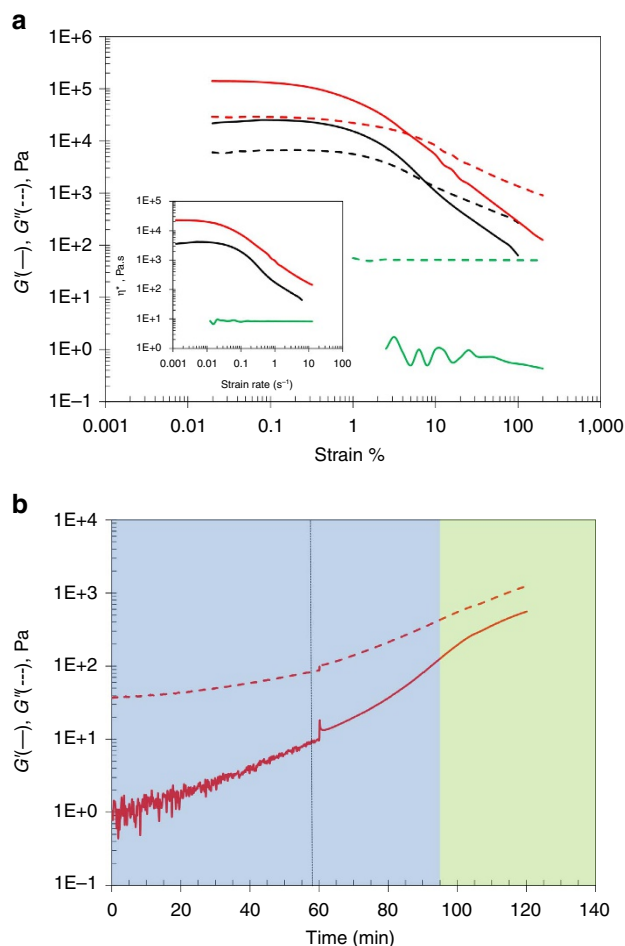 a
1E+6
1E+5
1E+4
1E+3
1E+2
1E+1
1E+0
1E−1
G′(—), G″(---), Pa
0.001
0.01
0.1
1
10
100
1,000
Strain %
1E+5
1E+4
1E+3
1E+2
1E+1
1E+0
η*, Pa.s
0.001
0.01
0.1
1
10
100
Strain rate (s⁻¹)
b
1E+4
1E+3
1E+2
1E+1
1E+0
1E−1
G′(—), G″(---), Pa
0
20
40
60
80
100
120
140
Time (min)